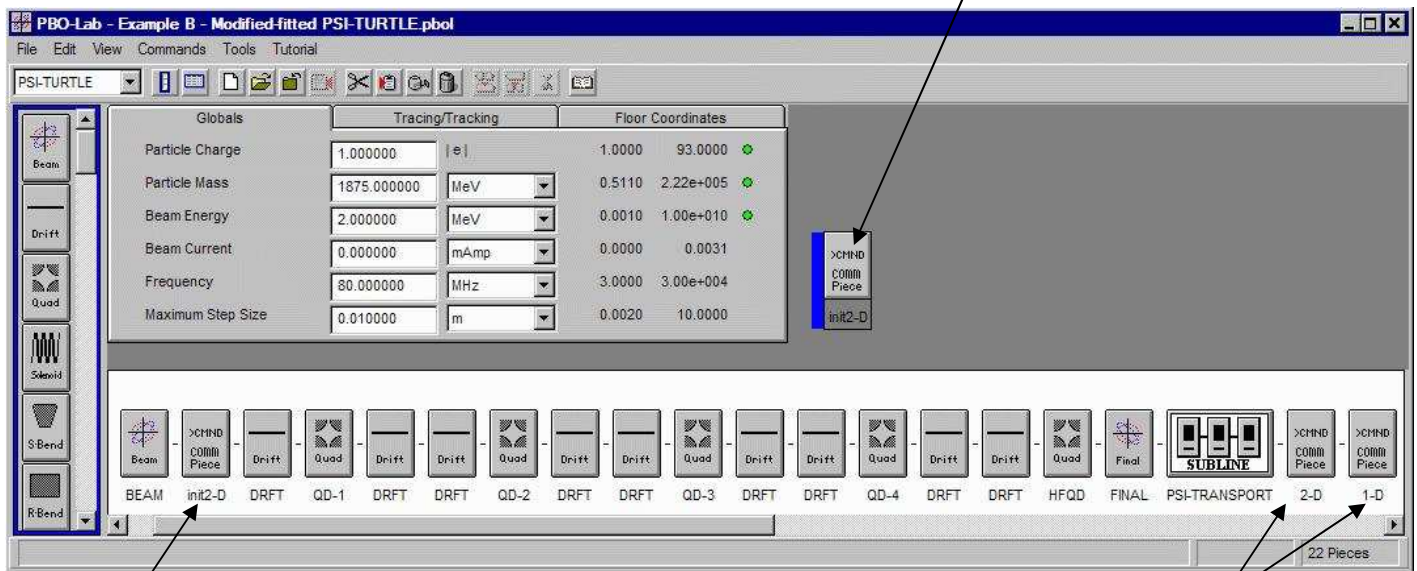 PBO-Lab - Example B - Modified-fitted PSI-TURTLE.pbol
File Edit View Commands Tools Tutorial
PSI-TURTLE
Globals Tracing/Tracking Floor Coordinates
Particle Charge 1.000000 |e| 1.0000 93.0000
Particle Mass 1875.000000 MeV 0.5110 2.22e+005
Beam Energy 2.000000 MeV 0.0010 1.00e+010
Beam Current 0.000000 mAmp 0.0000 0.0031
Frequency 80.000000 MHz 3.0000 3.00e+004
Maximum Step Size 0.010000 m 0.0020 10.0000
Beam
Drift
Quad
Solenoid
S-Bend
R-Bend
>CMND
COMM
Piece
init2-D
Beam >CMND COMM Piece Drift Quad Drift Drift Quad Drift Drift Quad Drift Drift Quad Drift Drift Quad Final SUBLINE >CMND COMM Piece >CMND COMM Piece
BEAM init2-D DRFT QD-1 DRFT DRFT QD-2 DRFT DRFT QD-3 DRFT DRFT QD-4 DRFT DRFT HFQD FINAL PSI-TRANSPORT 2-D 1-D
22 Pieces